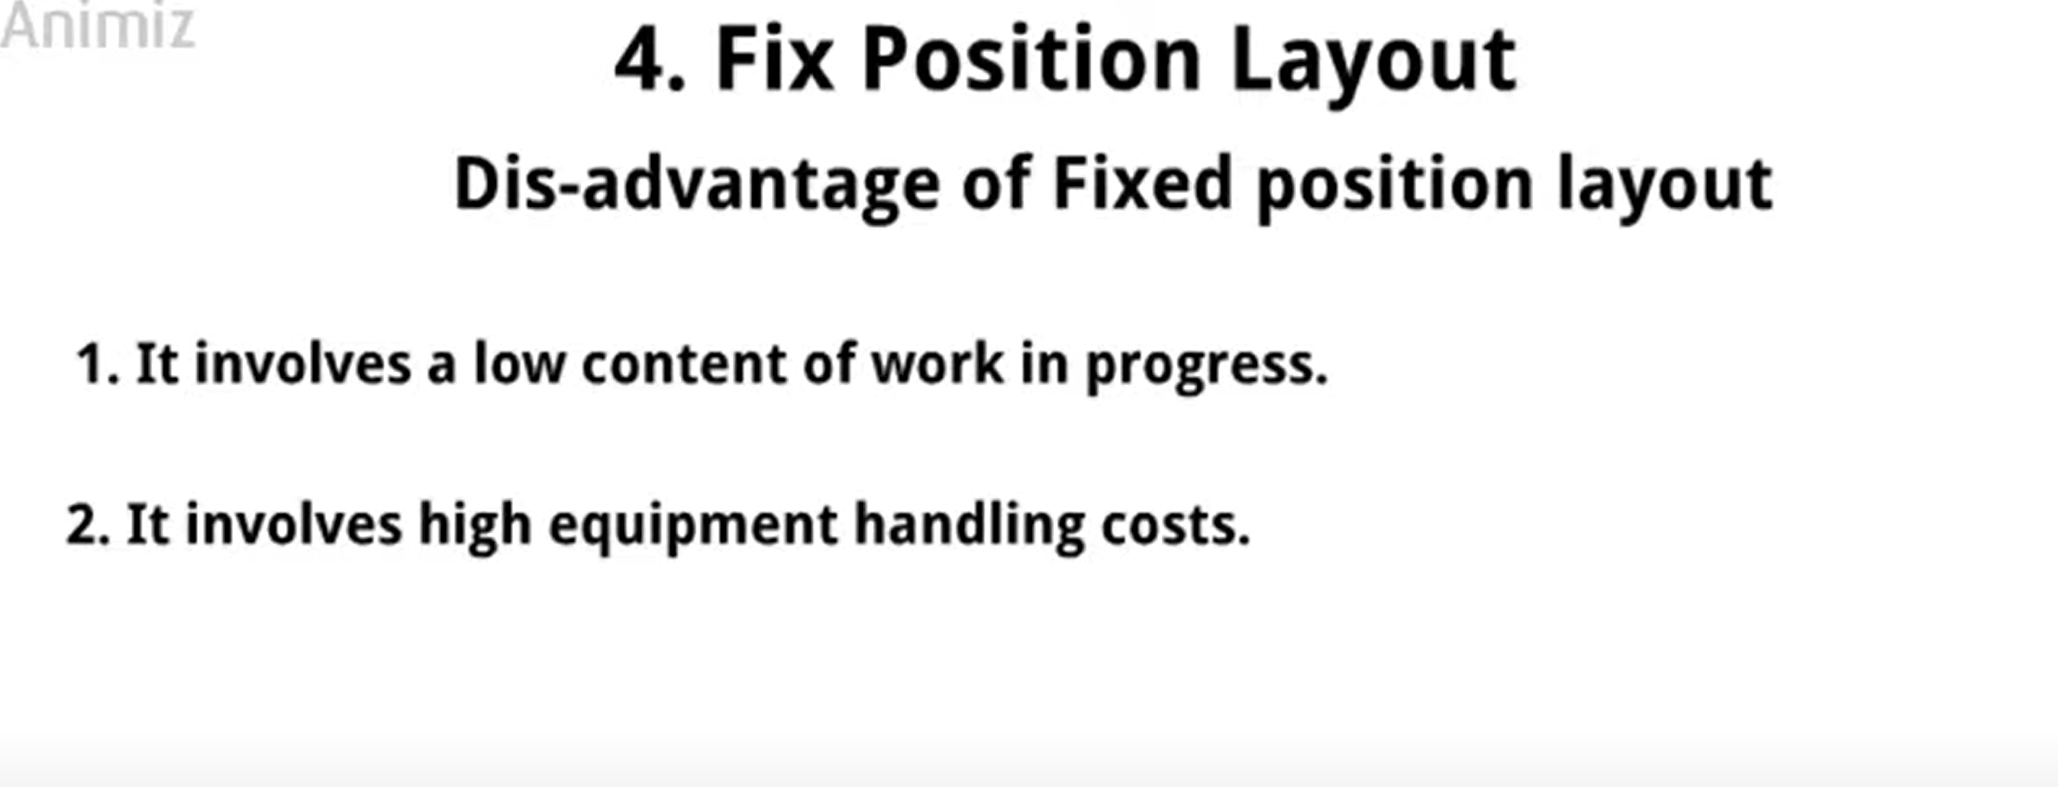 Animiz
4. Fix Position Layout
Dis-advantage of Fixed position layout
1. It involves a low content of work in progress.
2. It involves high equipment handling costs.